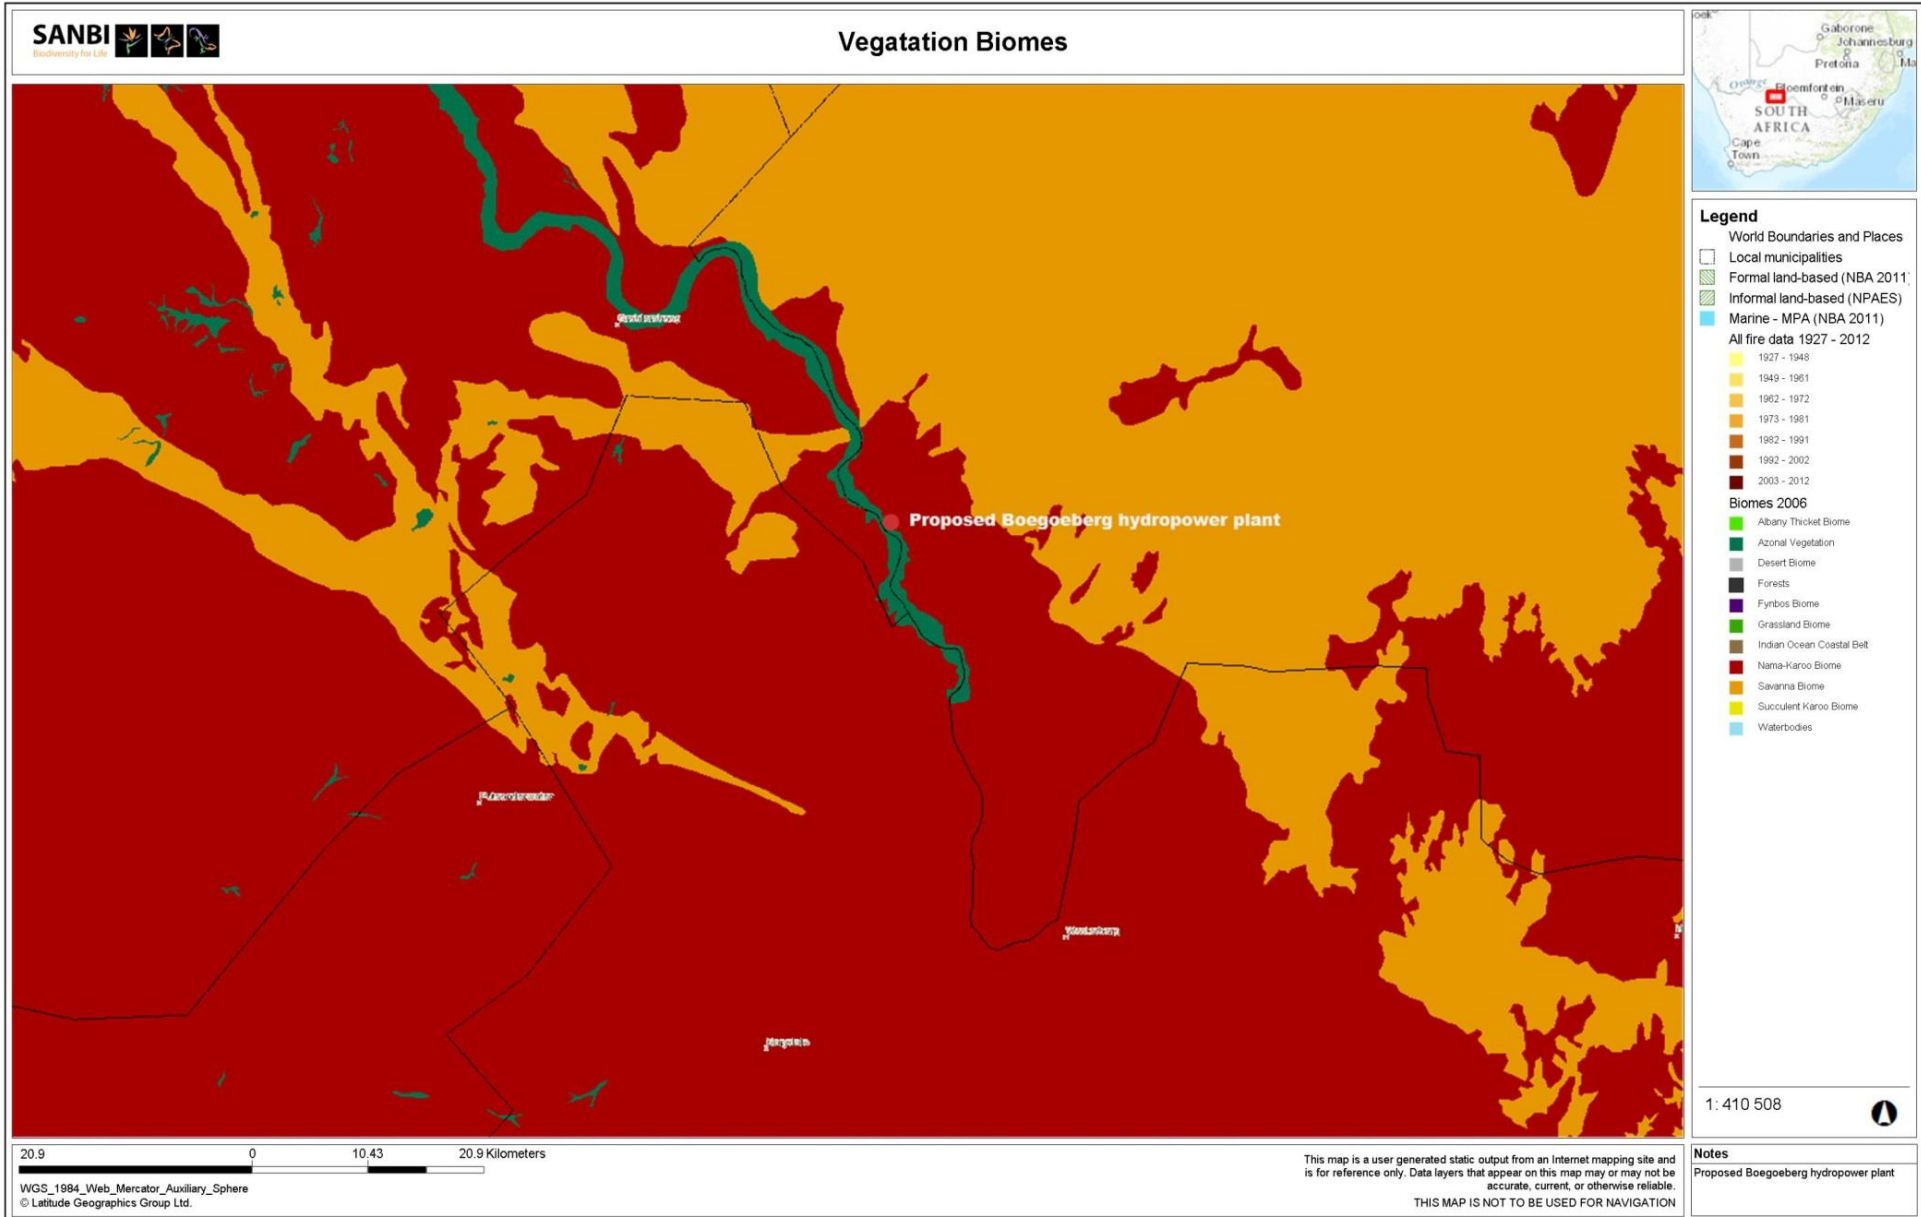 SANBI
Biodiversity for Life
Vegatation Biomes
Gaborone
Johannesburg
Pretoria
Ma
Orange
Bloemfontein
Maseru
SOUTH
AFRICA
Cape
Town
Proposed Boegoeberg hydropower plant
Legend
World Boundaries and Places
Local municipalities
Formal land-based (NBA 2011)
Informal land-based (NPAES)
Marine - MPA (NBA 2011)
All fire data 1927 - 2012
1927 - 1948
1949 - 1961
1962 - 1972
1973 - 1981
1982 - 1991
1992 - 2002
2003 - 2012
Biomes 2006
Albany Thicket Biome
Azonal Vegetation
Desert Biome
Forests
Fynbos Biome
Grassland Biome
Indian Ocean Coastal Belt
Nama-Karoo Biome
Savanna Biome
Succulent Karoo Biome
Waterbodies
1: 410 508
20.9 0 10.43 20.9 Kilometers
WGS_1984_Web_Mercator_Auxiliary_Sphere
© Latitude Geographics Group Ltd.
This map is a user generated static output from an Internet mapping site and
is for reference only. Data layers that appear on this map may or may not be
accurate, current, or otherwise reliable.
THIS MAP IS NOT TO BE USED FOR NAVIGATION
Notes
Proposed Boegoeberg hydropower plant